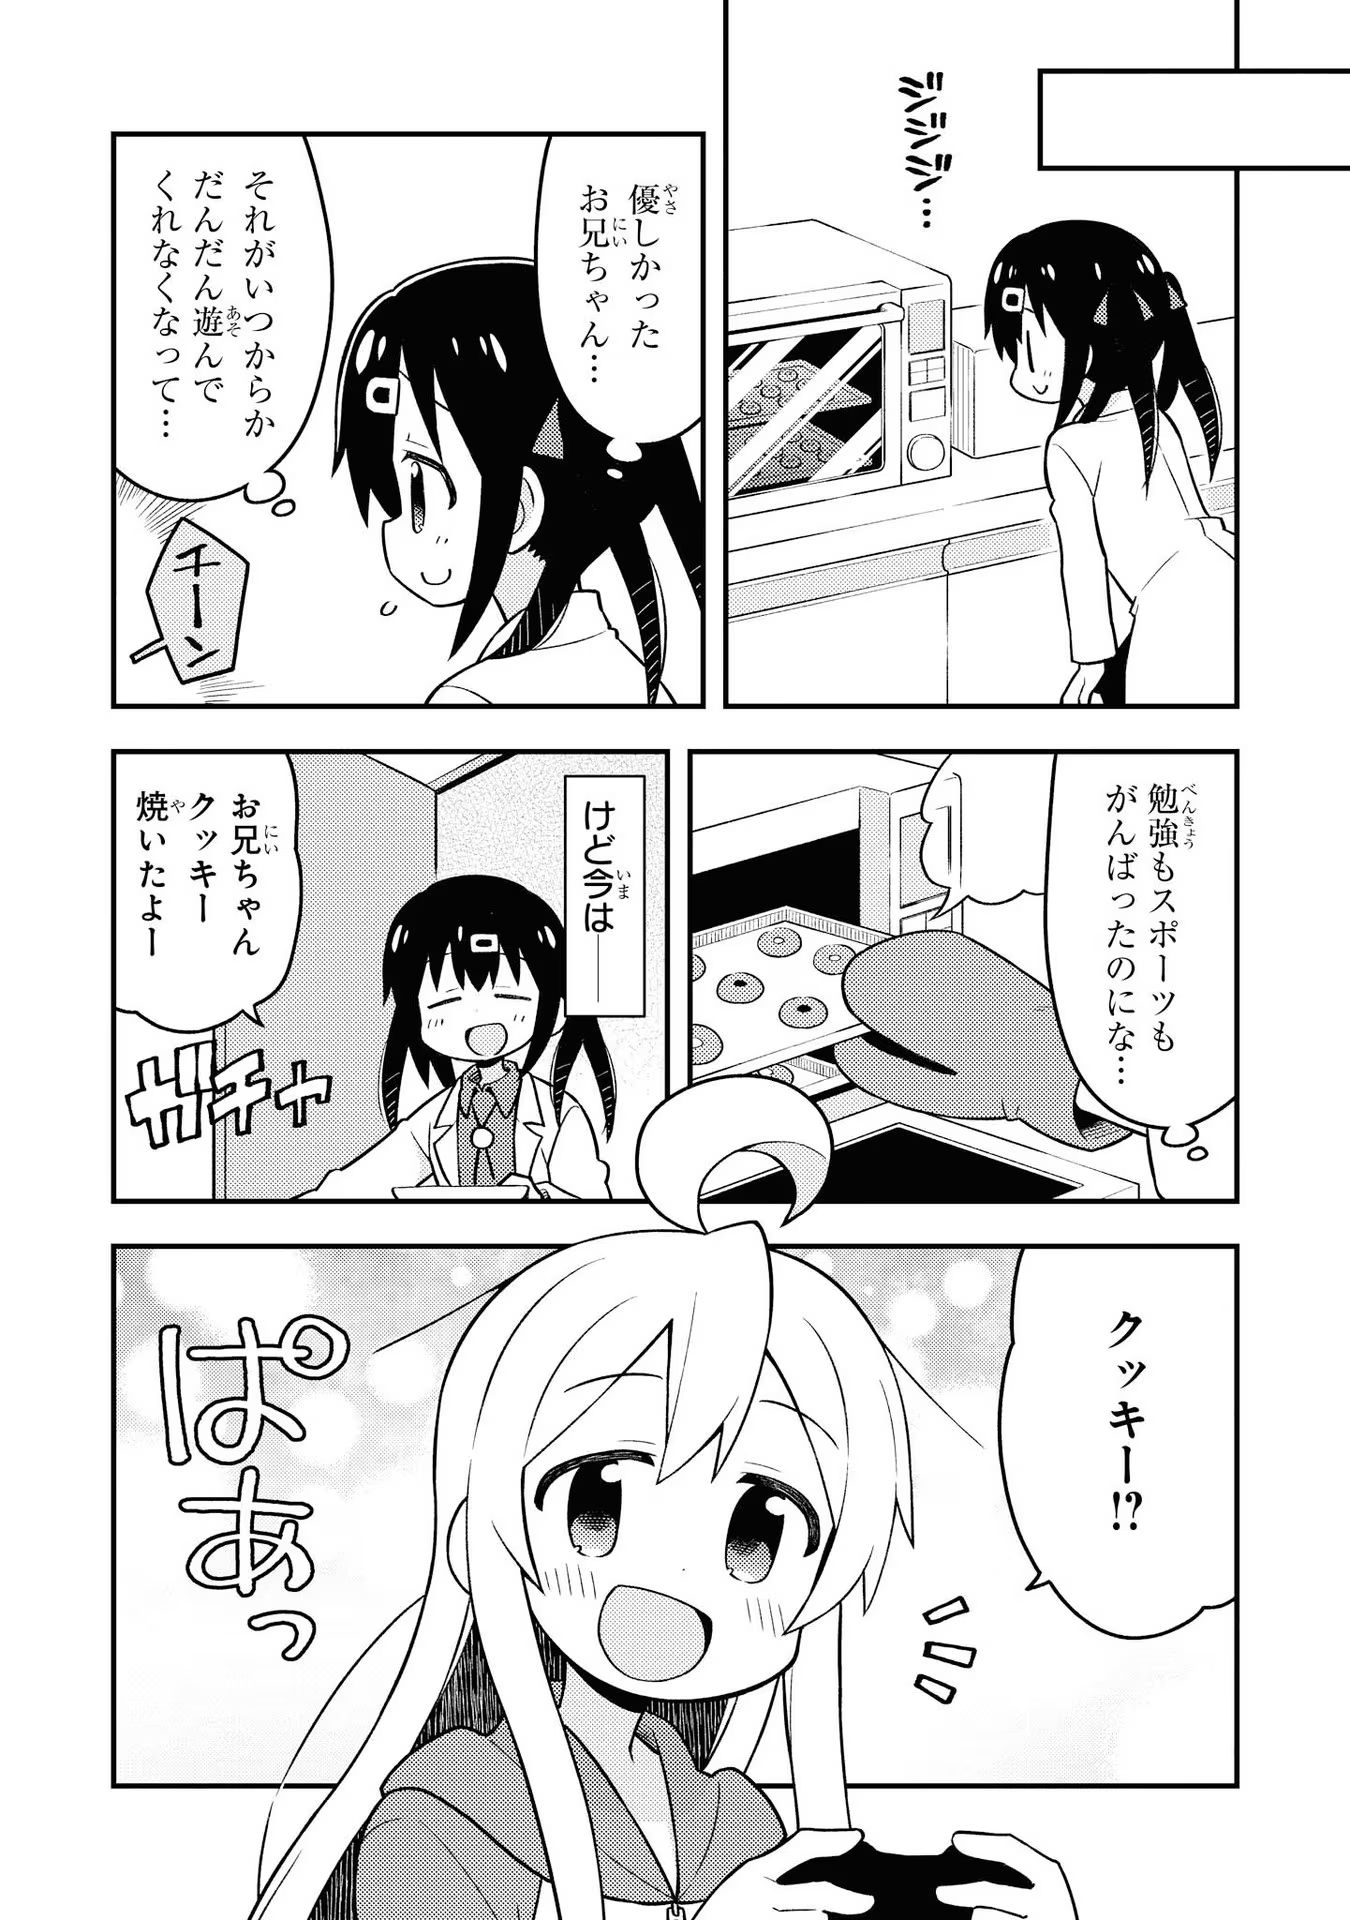 ジジジジ…
優しかった
お兄ちゃん…
それがいつからか
だんだん遊んで
くれなくなって…
チーン
勉強もスポーツも
がんばったのにな…
けど今は――
お兄ちゃん
クッキー
焼いたよー
ガチャ
クッキー!?
ぱあっ